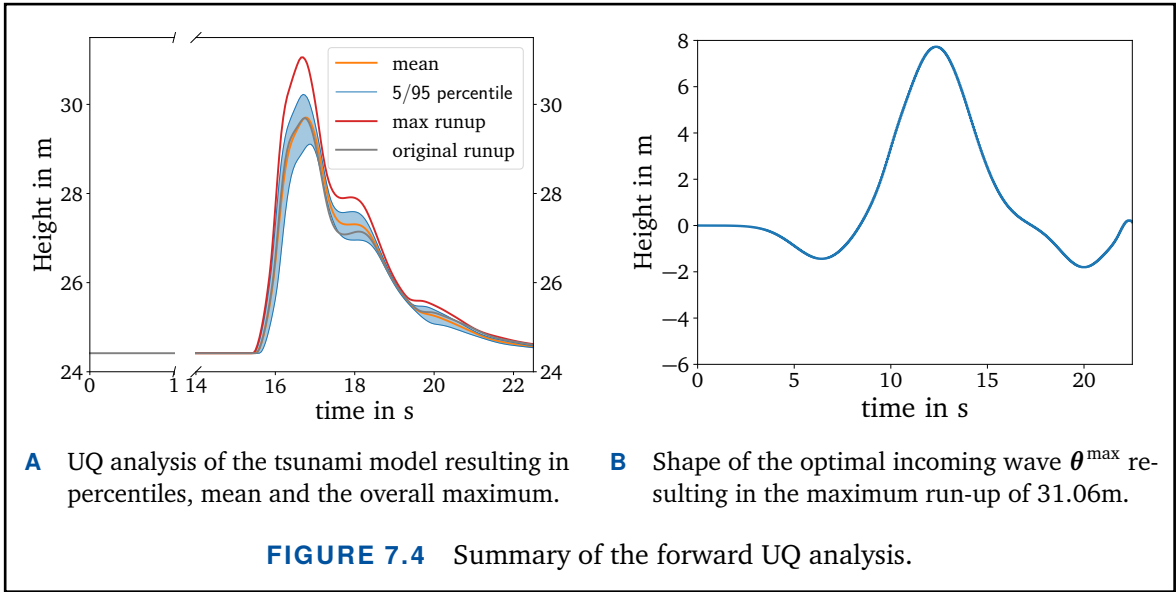 mean
5/95 percentile
max runup
original runup
30
28
26
24
30
28
26
24
0
1
14
16
18
20
22
Height in m
time in s
8
6
4
2
0
−2
−4
−6
0
5
10
15
20
Height in m
time in s
A UQ analysis of the tsunami model resulting in
percentiles, mean and the overall maximum.
B Shape of the optimal incoming wave θ^max re-
sulting in the maximum run-up of 31.06m.
FIGURE 7.4 Summary of the forward UQ analysis.